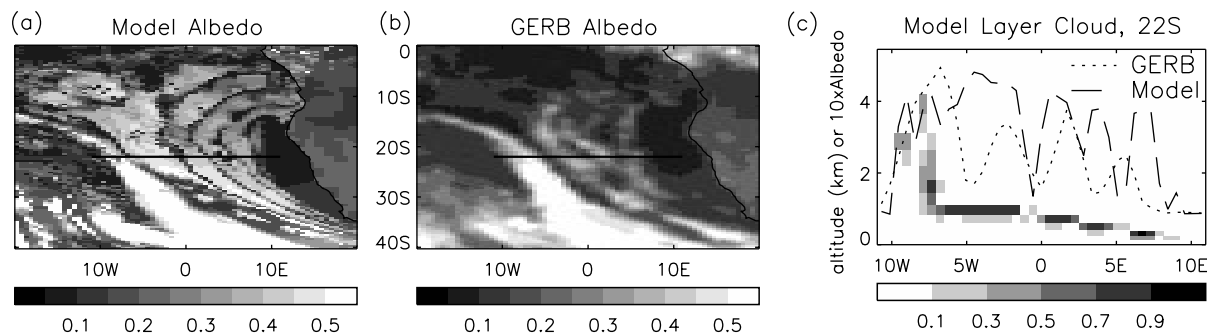 (a) Model Albedo
(b) GERB Albedo
(c) Model Layer Cloud, 22S
0
10S
20S
30S
40S
altitude (km) or 10xAlbedo
4
2
0
GERB
Model
10W 0 10E
10W 0 10E
10W 5W 0 5E 10E
0.1 0.2 0.3 0.4 0.5
0.1 0.2 0.3 0.4 0.5
0.1 0.3 0.5 0.7 0.9